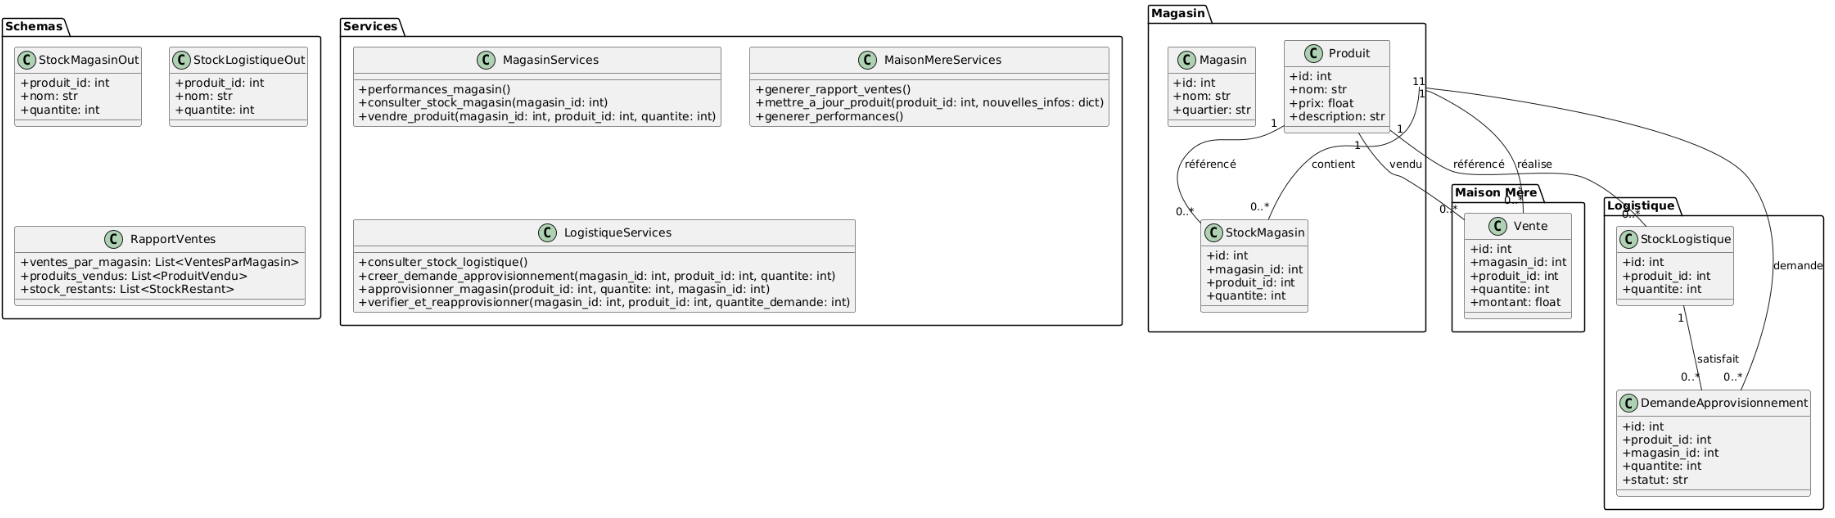 Schemas
StockMagasinOut
+produit_id: int
+nom: str
+quantite: int
StockLogistiqueOut
+produit_id: int
+nom: str
+quantite: int
RapportVentes
+ventes_par_magasin: List<VentesParMagasin>
+produits_vendus: List<ProduitVendu>
+stock_restants: List<StockRestant>
Services
MagasinServices
+performances_magasin()
+consulter_stock_magasin(magasin_id: int)
+vendre_produit(magasin_id: int, produit_id: int, quantite: int)
MaisonMereServices
+generer_rapport_ventes()
+mettre_a_jour_produit(produit_id: int, nouvelles_infos: dict)
+generer_performances()
LogistiqueServices
+consulter_stock_logistique()
+creer_demande_approvisionnement(magasin_id: int, produit_id: int, quantite: int)
+approvisionner_magasin(produit_id: int, quantite: int, magasin_id: int)
+verifier_et_reapprovisionner(magasin_id: int, produit_id: int, quantite_demande: int)
Magasin
Magasin
+id: int
+nom: str
+quartier: str
Produit
+id: int
+nom: str
+prix: float
+description: str
11
1
1
1
1
référencé
contient
vendu
référencé
réalise
0..*
0..*
0..*
0..*
0..*
StockMagasin
+id: int
+magasin_id: int
+produit_id: int
+quantite: int
Maison Mère
Vente
+id: int
+magasin_id: int
+produit_id: int
+quantite: int
+montant: float
Logistique
StockLogistique
+id: int
+produit_id: int
+quantite: int
demande
1
satisfait
0..*
0..*
DemandeApprovisionnement
+id: int
+produit_id: int
+magasin_id: int
+quantite: int
+statut: str